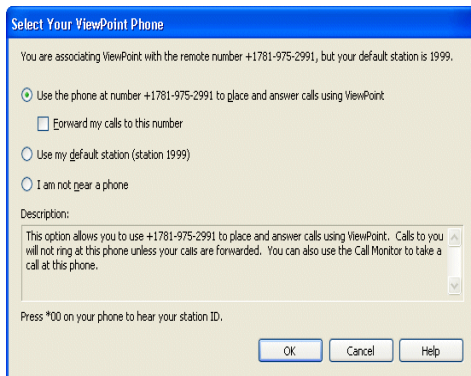 Select Your ViewPoint Phone
You are associating ViewPoint with the remote number +1781-975-2991, but your default station is 1999.
Use the phone at number +1781-975-2991 to place and answer calls using ViewPoint
Forward my calls to this number
Use my default station (station 1999)
I am not near a phone
Description:
This option allows you to use +1781-975-2991 to place and answer calls using ViewPoint. Calls to you
will not ring at this phone unless your calls are forwarded. You can also use the Call Monitor to take a
call at this phone.
Press *00 on your phone to hear your station ID.
OK Cancel Help